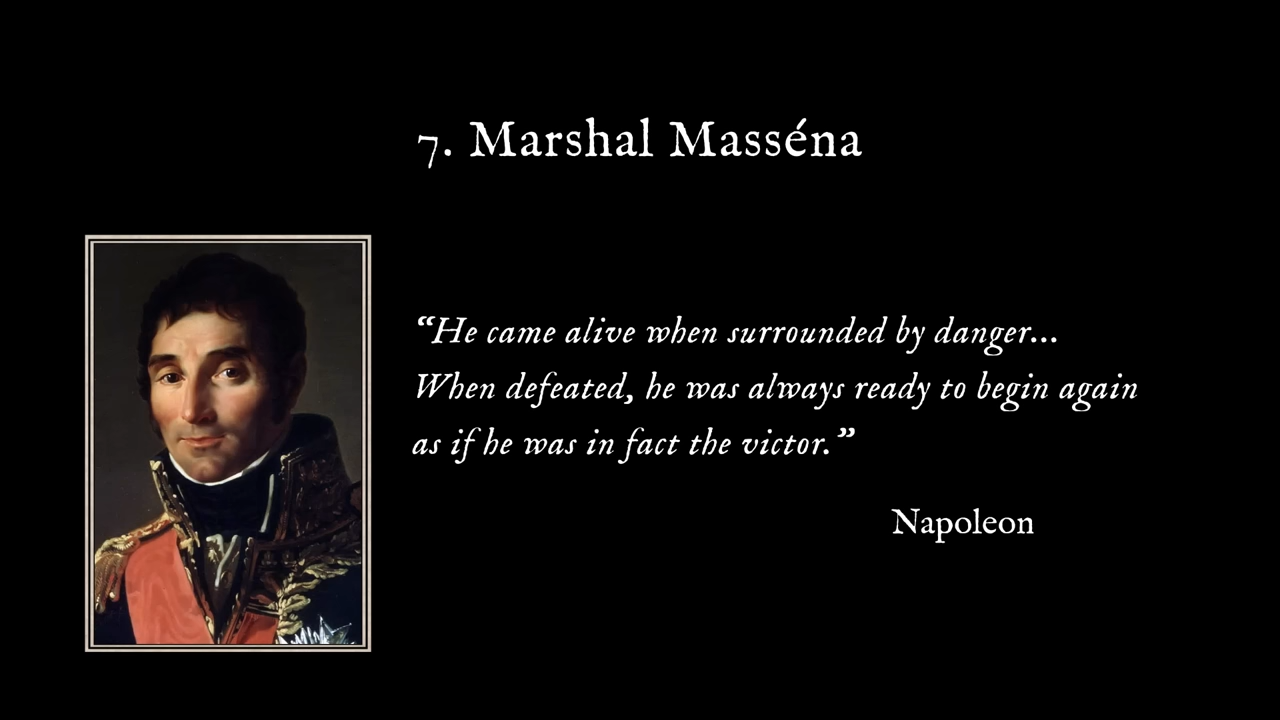 7. Marshal Masséna
“He came alive when surrounded by danger...
When defeated, he was always ready to begin again
as if he was in fact the victor.”
Napoleon